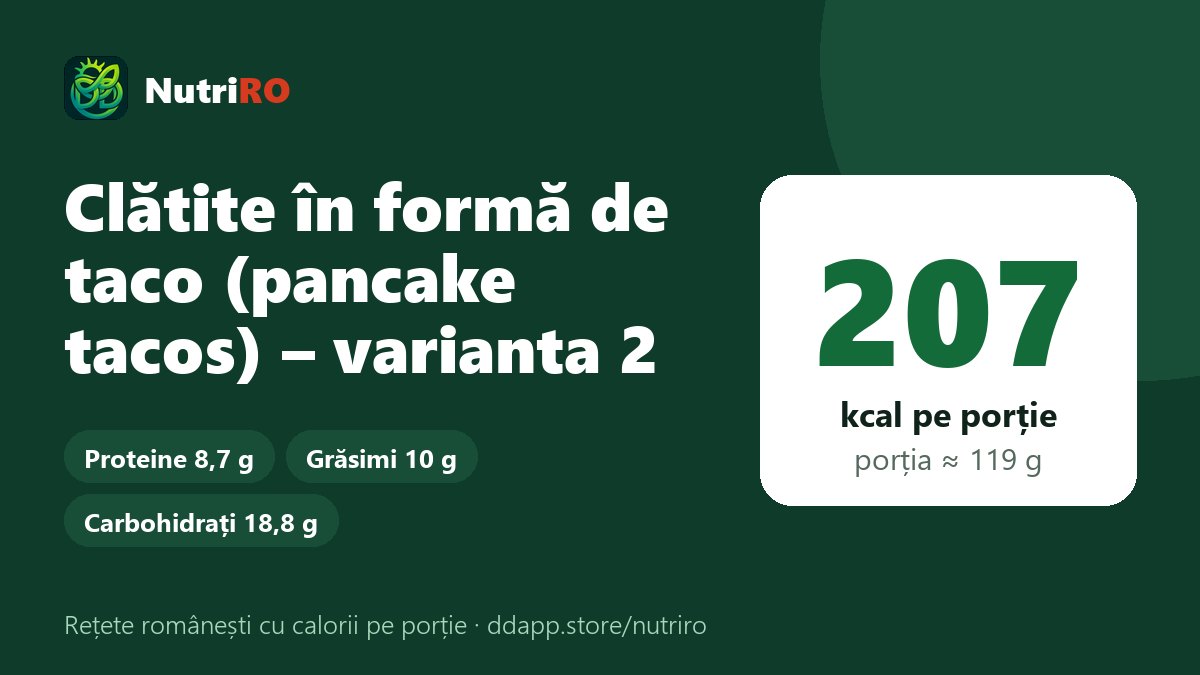 NutriRO
Clătite în formă de
taco (pancake
tacos) – varianta 2
Proteine 8,7 g
Grăsimi 10 g
Carbohidrați 18,8 g
207
kcal pe porție
porția ≈ 119 g
Rețete românești cu calorii pe porție · ddapp.store/nutriro